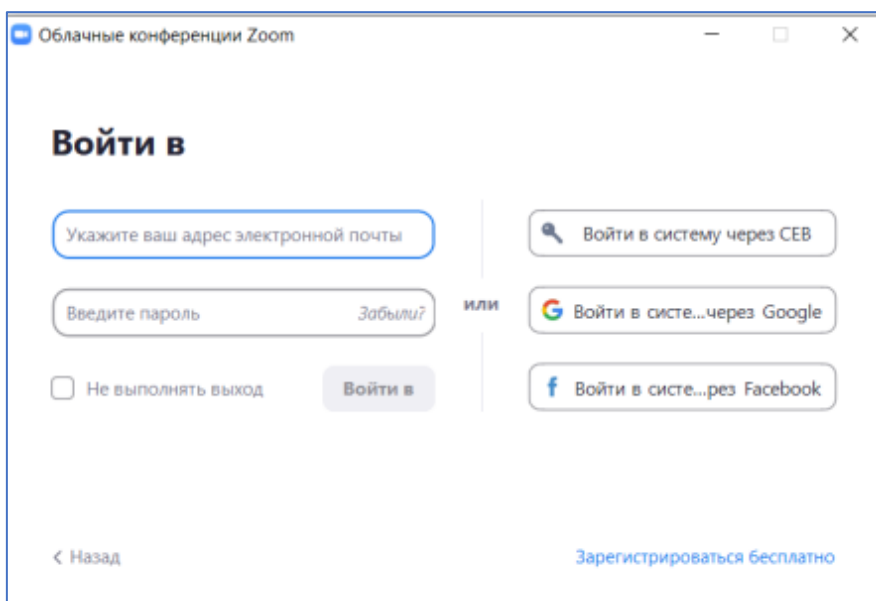 Облачные конференции Zoom
Войти в
Укажите ваш адрес электронной почты
Введите пароль Забыли?
Не выполнять выход Войти в
или
Войти в систему через СЕВ
Войти в систе...через Google
Войти в систе...рез Facebook
Назад
Зарегистрироваться бесплатно